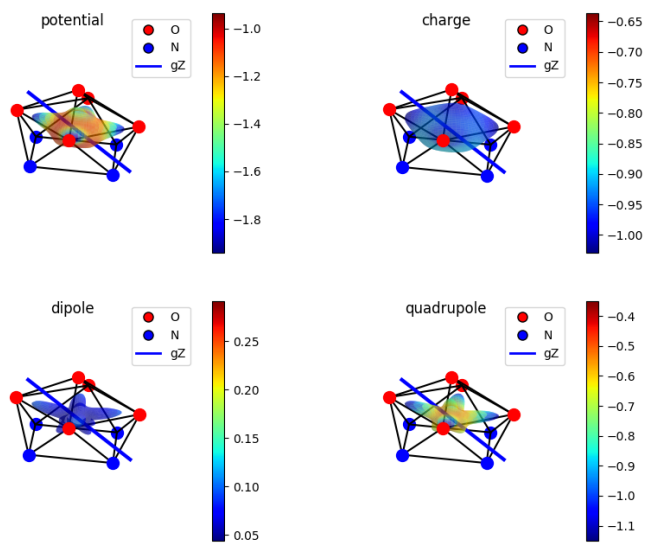 potential
O
N
gZ
−1.0
−1.2
−1.4
−1.6
−1.8
charge
O
N
gZ
−0.65
−0.70
−0.75
−0.80
−0.85
−0.90
−0.95
−1.00
dipole
O
N
gZ
0.25
0.20
0.15
0.10
0.05
quadrupole
O
N
gZ
−0.4
−0.5
−0.6
−0.7
−0.8
−0.9
−1.0
−1.1